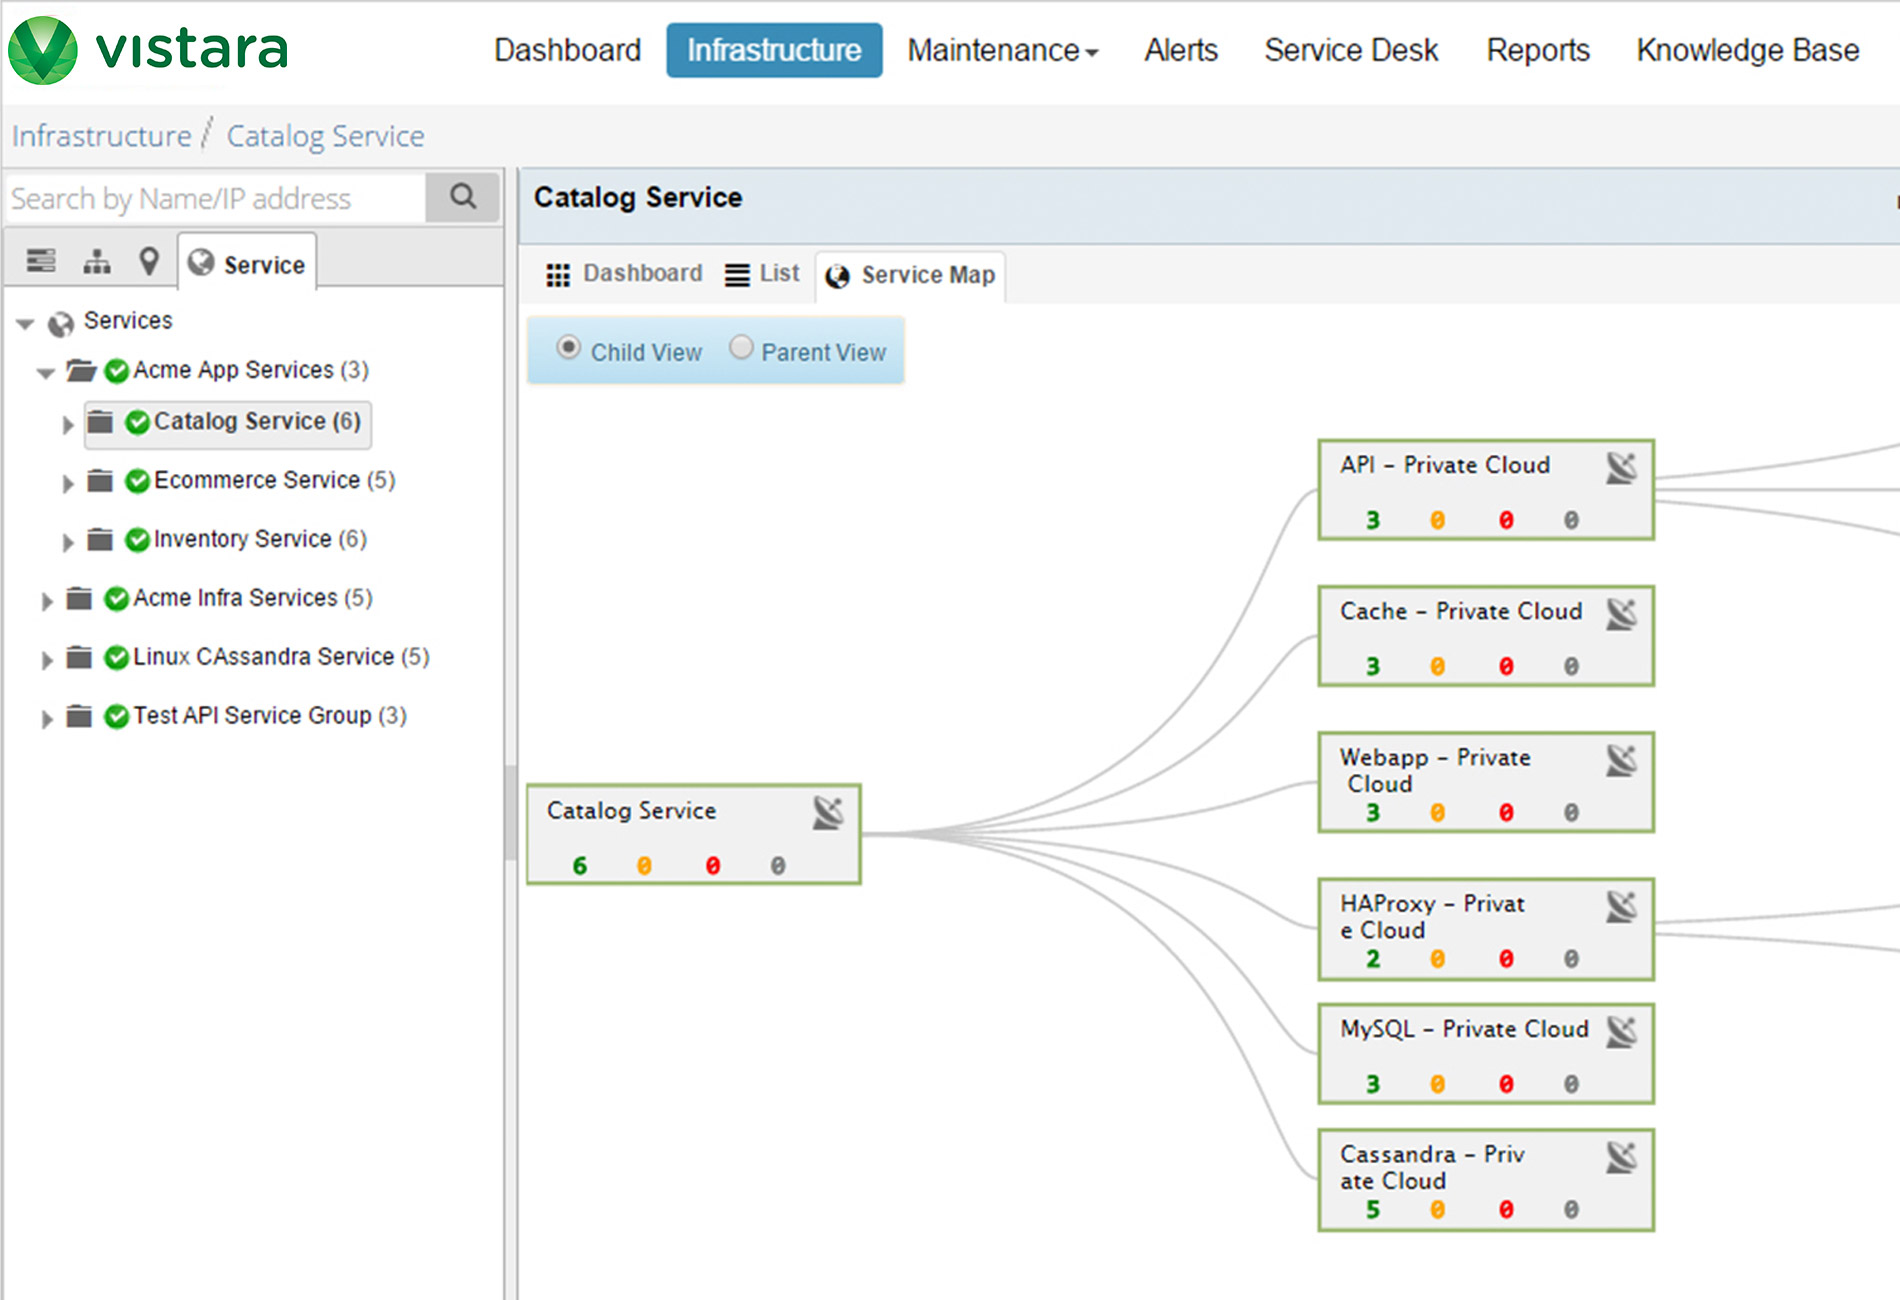 vistara
Dashboard Infrastructure Maintenance Alerts Service Desk Reports Knowledge Base
Infrastructure / Catalog Service
Search by Name/IP address
Service
Services
Acme App Services (3)
Catalog Service (6)
Ecommerce Service (5)
Inventory Service (6)
Acme Infra Services (5)
Linux CAssandra Service (5)
Test API Service Group (3)
Catalog Service
Dashboard List Service Map
Child View Parent View
Catalog Service
6 0 0 0
API – Private Cloud
3 0 0 0
Cache – Private Cloud
3 0 0 0
Webapp – Private
Cloud
3 0 0 0
HAProxy – Privat
e Cloud
2 0 0 0
MySQL – Private Cloud
3 0 0 0
Cassandra – Priv
ate Cloud
5 0 0 0